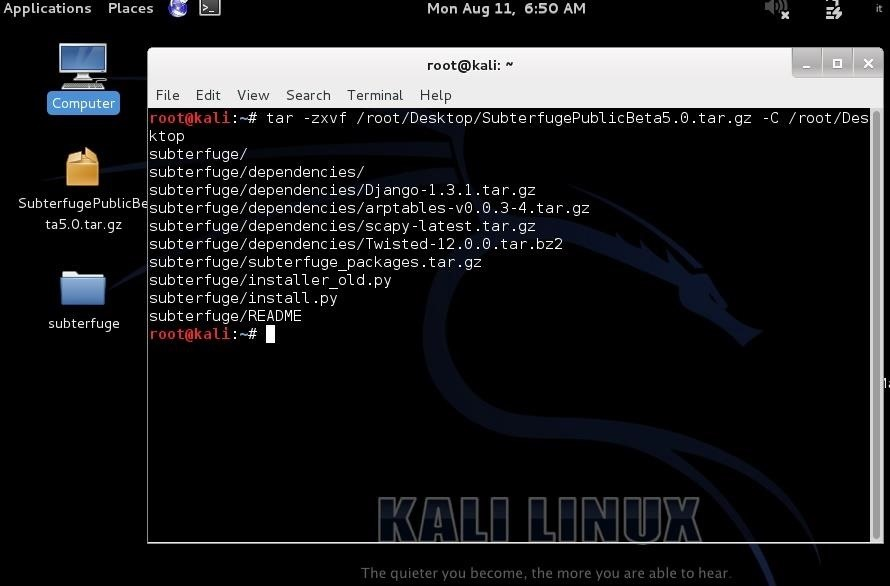 Applications Places Mon Aug 11, 6:50 AM it
Computer
SubterfugePublicBe
ta5.0.tar.gz
subterfuge
root@kali: ~
File Edit View Search Terminal Help
root@kali:~# tar -zxvf /root/Desktop/SubterfugePublicBeta5.0.tar.gz -C /root/Des
ktop
subterfuge/
subterfuge/dependencies/
subterfuge/dependencies/Django-1.3.1.tar.gz
subterfuge/dependencies/arptables-v0.0.3-4.tar.gz
subterfuge/dependencies/scapy-latest.tar.gz
subterfuge/dependencies/Twisted-12.0.0.tar.bz2
subterfuge/subterfuge_packages.tar.gz
subterfuge/installer_old.py
subterfuge/install.py
subterfuge/README
root@kali:~#
KALI LINUX
The quieter you become, the more you are able to hear.